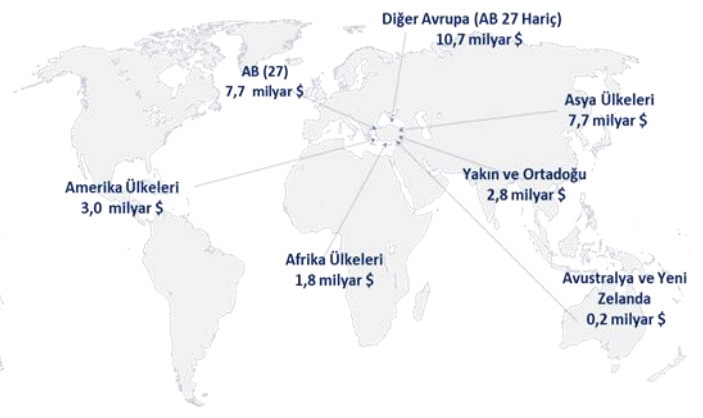 Diğer Avrupa (AB 27 Hariç)
10,7 milyar $
AB (27)
7,7 milyar $
Asya Ülkeleri
7,7 milyar $
Yakın ve Ortadoğu
2,8 milyar $
Amerika Ülkeleri
3,0 milyar $
Afrika Ülkeleri
1,8 milyar $
Avustralya ve Yeni
Zelanda
0,2 milyar $